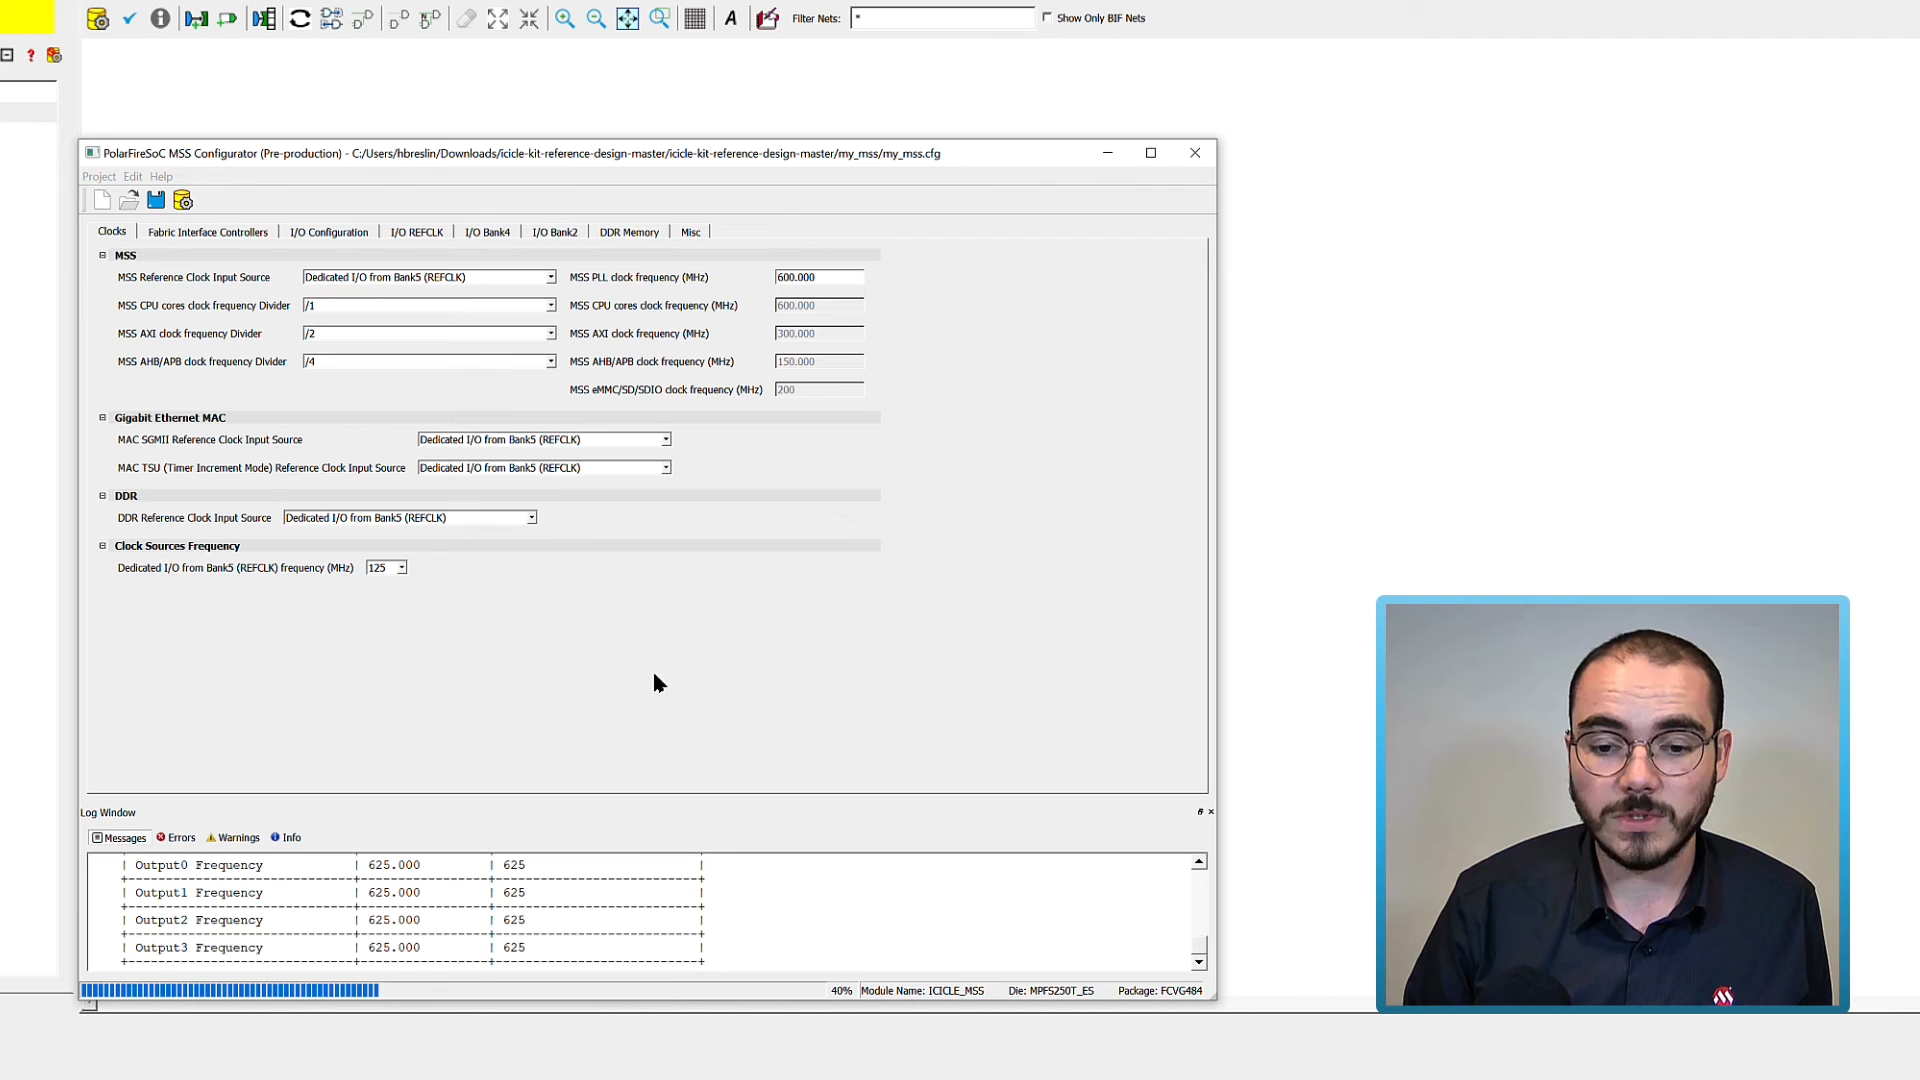 Filter Nets: * Show Only BIF Nets
PolarFireSoC MSS Configurator (Pre-production) - C:/Users/hbreslin/Downloads/icicle-kit-reference-design-master/icicle-kit-reference-design-master/my_mss/my_mss.cfg
Project Edit Help
Clocks Fabric Interface Controllers I/O Configuration I/O REFCLK I/O Bank4 I/O Bank2 DDR Memory Misc
MSS
MSS Reference Clock Input Source Dedicated I/O from Bank5 (REFCLK) MSS PLL clock frequency (MHz) 600.000
MSS CPU cores clock frequency Divider /1 MSS CPU cores clock frequency (MHz) 600.000
MSS AXI clock frequency Divider /2 MSS AXI clock frequency (MHz) 300.000
MSS AHB/APB clock frequency Divider /4 MSS AHB/APB clock frequency (MHz) 150.000
MSS eMMC/SD/SDIO clock frequency (MHz) 200
Gigabit Ethernet MAC
MAC SGMII Reference Clock Input Source Dedicated I/O from Bank5 (REFCLK)
MAC TSU (Timer Increment Mode) Reference Clock Input Source Dedicated I/O from Bank5 (REFCLK)
DDR
DDR Reference Clock Input Source Dedicated I/O from Bank5 (REFCLK)
Clock Sources Frequency
Dedicated I/O from Bank5 (REFCLK) frequency (MHz) 125
Log Window
Messages Errors Warnings Info
| Output0 Frequency | 625.000 | 625 |
+----------------------------+----------------+--------------------------+
| Output1 Frequency | 625.000 | 625 |
+----------------------------+----------------+--------------------------+
| Output2 Frequency | 625.000 | 625 |
+----------------------------+----------------+--------------------------+
| Output3 Frequency | 625.000 | 625 |
+----------------------------+----------------+--------------------------+
40% Module Name: ICICLE_MSS Die: MPFS250T_ES Package: FCVG484